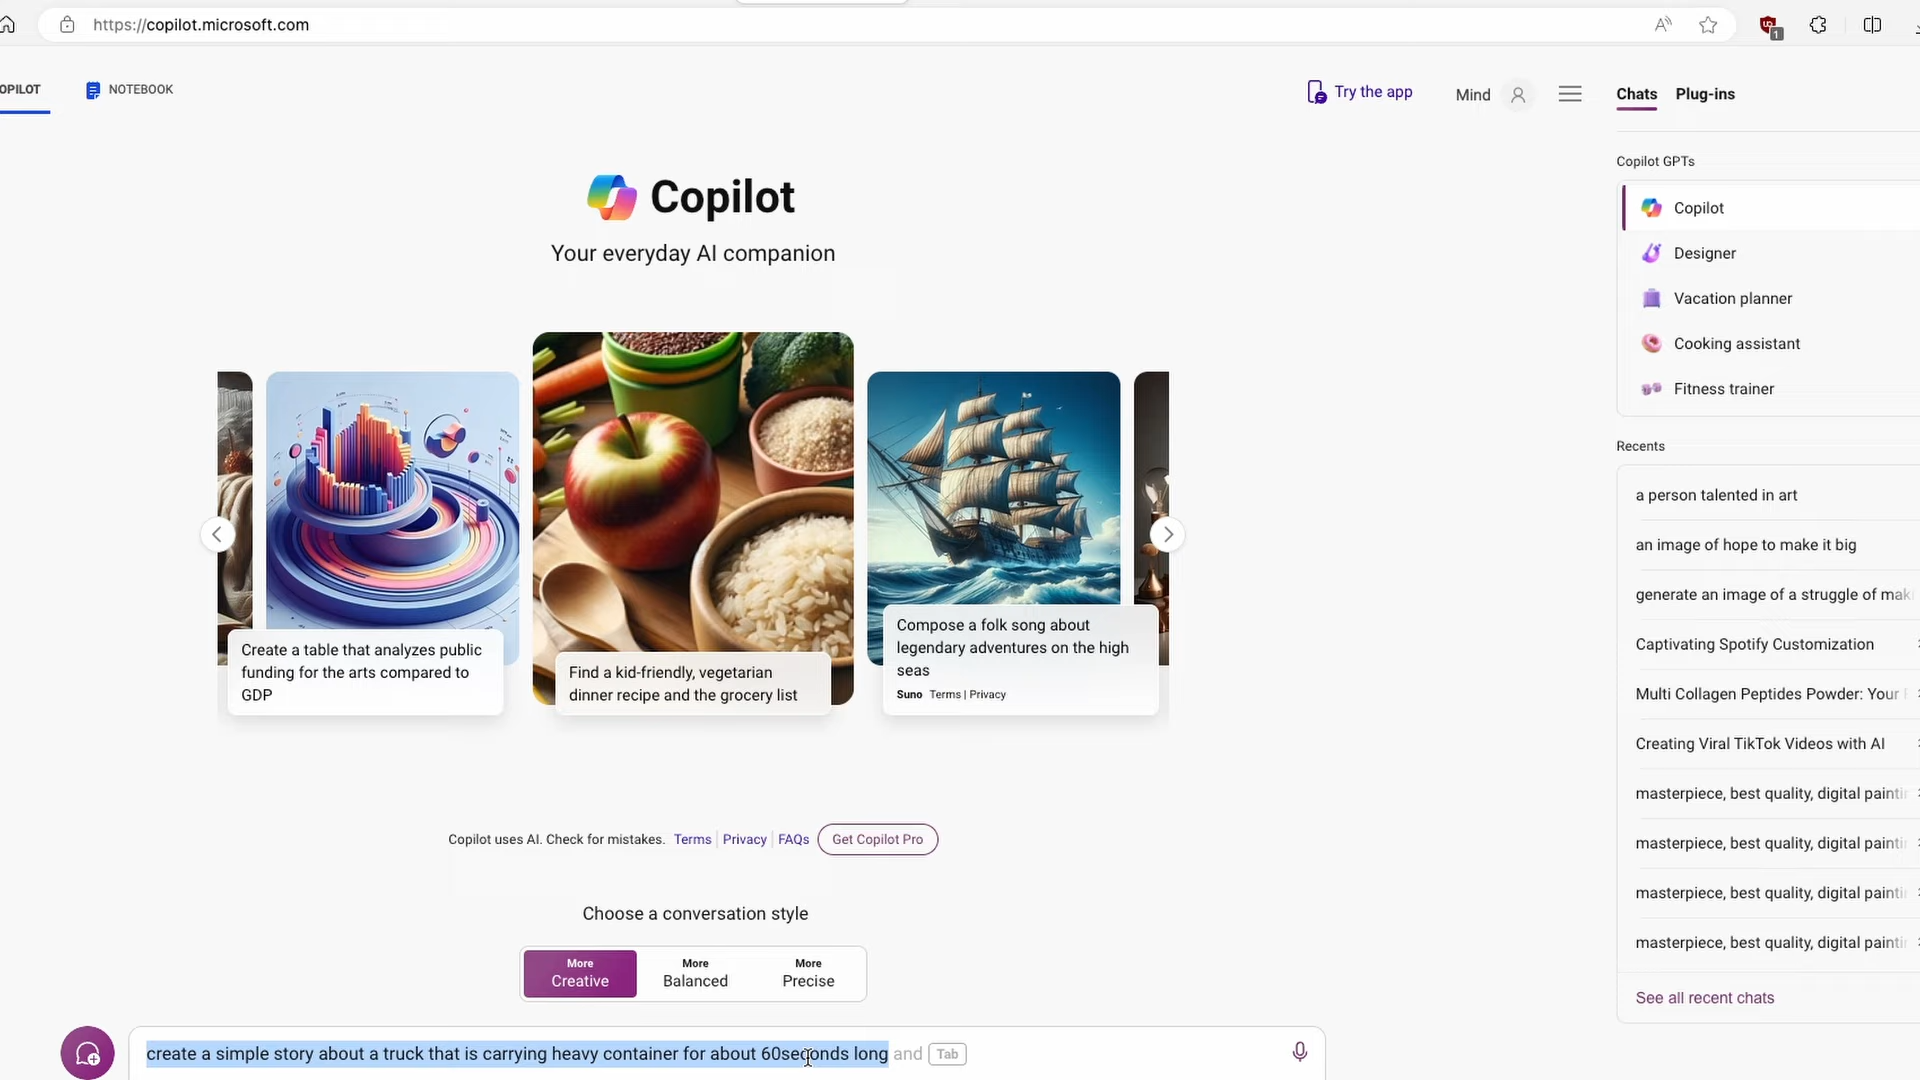 https://copilot.microsoft.com
1
OPILOT
NOTEBOOK
Try the app
Mind
Chats Plug-ins
Copilot
Your everyday AI companion
Create a table that analyzes public
funding for the arts compared to
GDP
Find a kid-friendly, vegetarian
dinner recipe and the grocery list
Compose a folk song about
legendary adventures on the high
seas
Suno Terms | Privacy
Copilot uses AI. Check for mistakes. Terms Privacy FAQs Get Copilot Pro
Choose a conversation style
More
Creative
More
Balanced
More
Precise
create a simple story about a truck that is carrying heavy container for about 60seconds long and Tab
Copilot GPTs
Copilot
Designer
Vacation planner
Cooking assistant
Fitness trainer
Recents
a person talented in art
an image of hope to make it big
generate an image of a struggle of maki
Captivating Spotify Customization
Multi Collagen Peptides Powder: Your
Creating Viral TikTok Videos with AI
masterpiece, best quality, digital paintin
masterpiece, best quality, digital paintin
masterpiece, best quality, digital paintin
masterpiece, best quality, digital paintin
See all recent chats